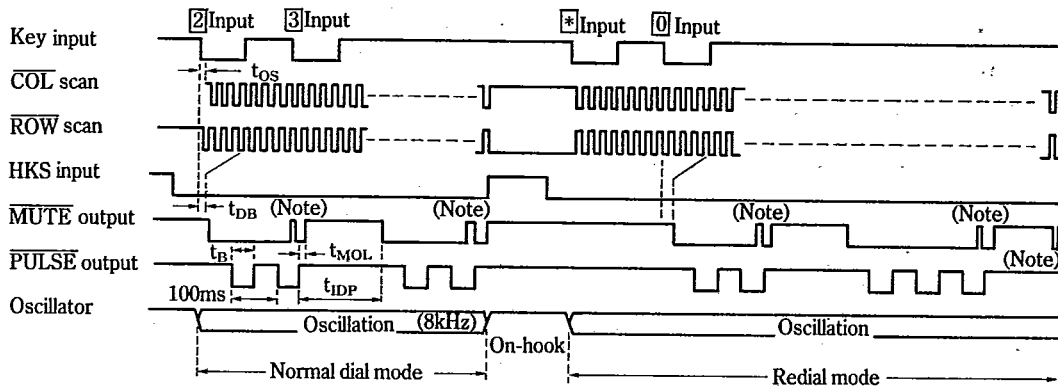 2 Input 3 Input * Input 0 Input
Key input
tOS
COL scan
ROW scan
HKS input
tDB (Note) (Note) (Note) (Note)
MUTE output
tB tMOL (Note)
PULSE output
100ms tIDP
Oscillator
Oscillation (8kHz) On-hook Oscillation
Normal dial mode Redial mode